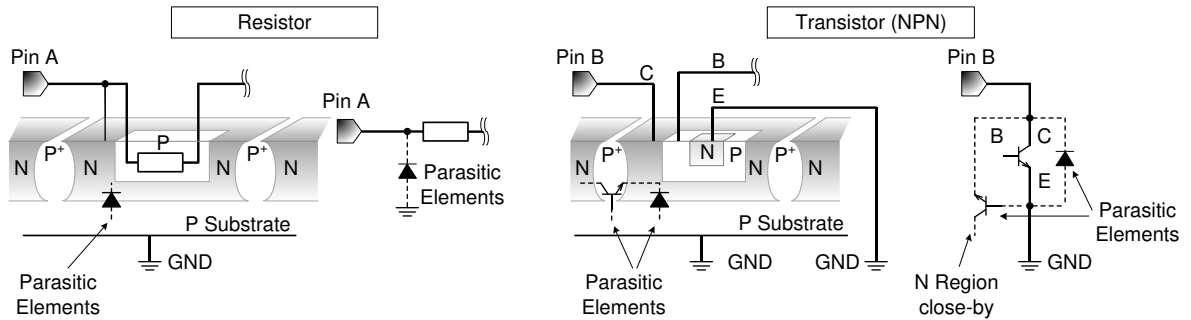 Resistor
Transistor (NPN)
Pin A
Pin B
C
B
E
Pin B
Pin A
N
P+
N
P
N
P+
N
Parasitic
Elements
P Substrate
GND
Parasitic
Elements
N
P+
N
N
P
N
P+
N
P Substrate
GND
GND
Parasitic
Elements
B
C
E
Parasitic
Elements
GND
N Region
close-by